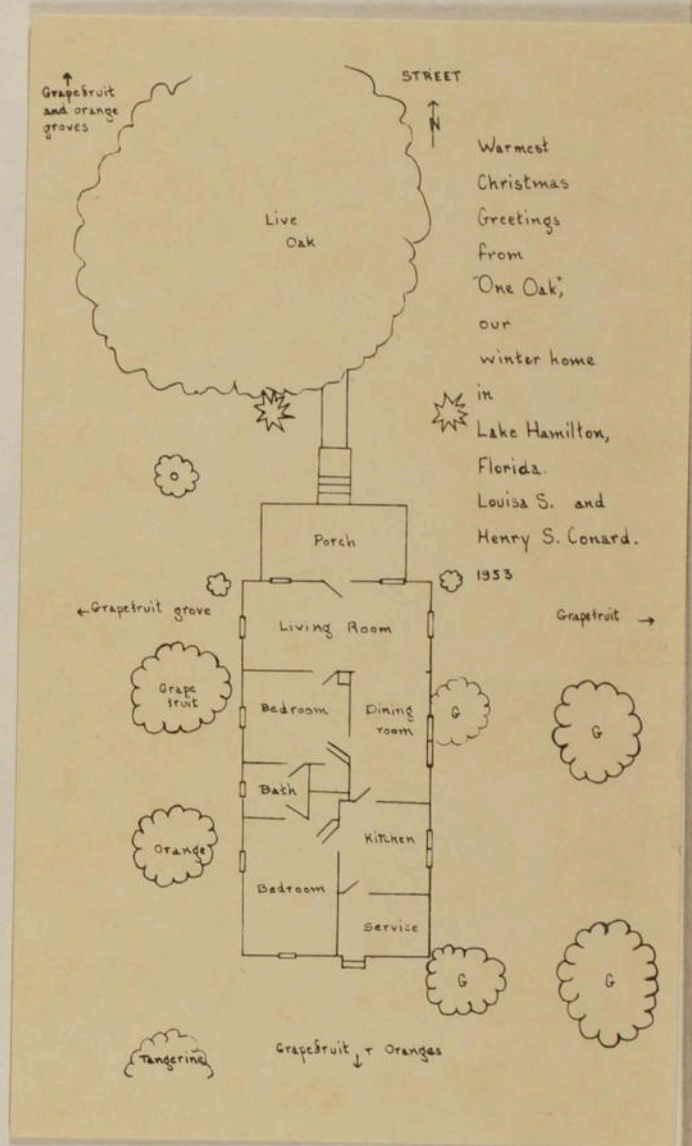 Grapefruit
and orange
groves
STREET
N
Live
Oak
Warmest
Christmas
Greetings
from
"One Oak",
our
winter home
in
Lake Hamilton,
Florida.
Louisa S. and
Henry S. Conard.
1953
O
Porch
←Grapefruit grove
Living Room
Grapefruit →
Grape
fruit
Bedroom
Dining
room
G
G
Bath
Orange
Kitchen
Bedroom
Service
G
G
Tangerine
Grapefruit + Oranges